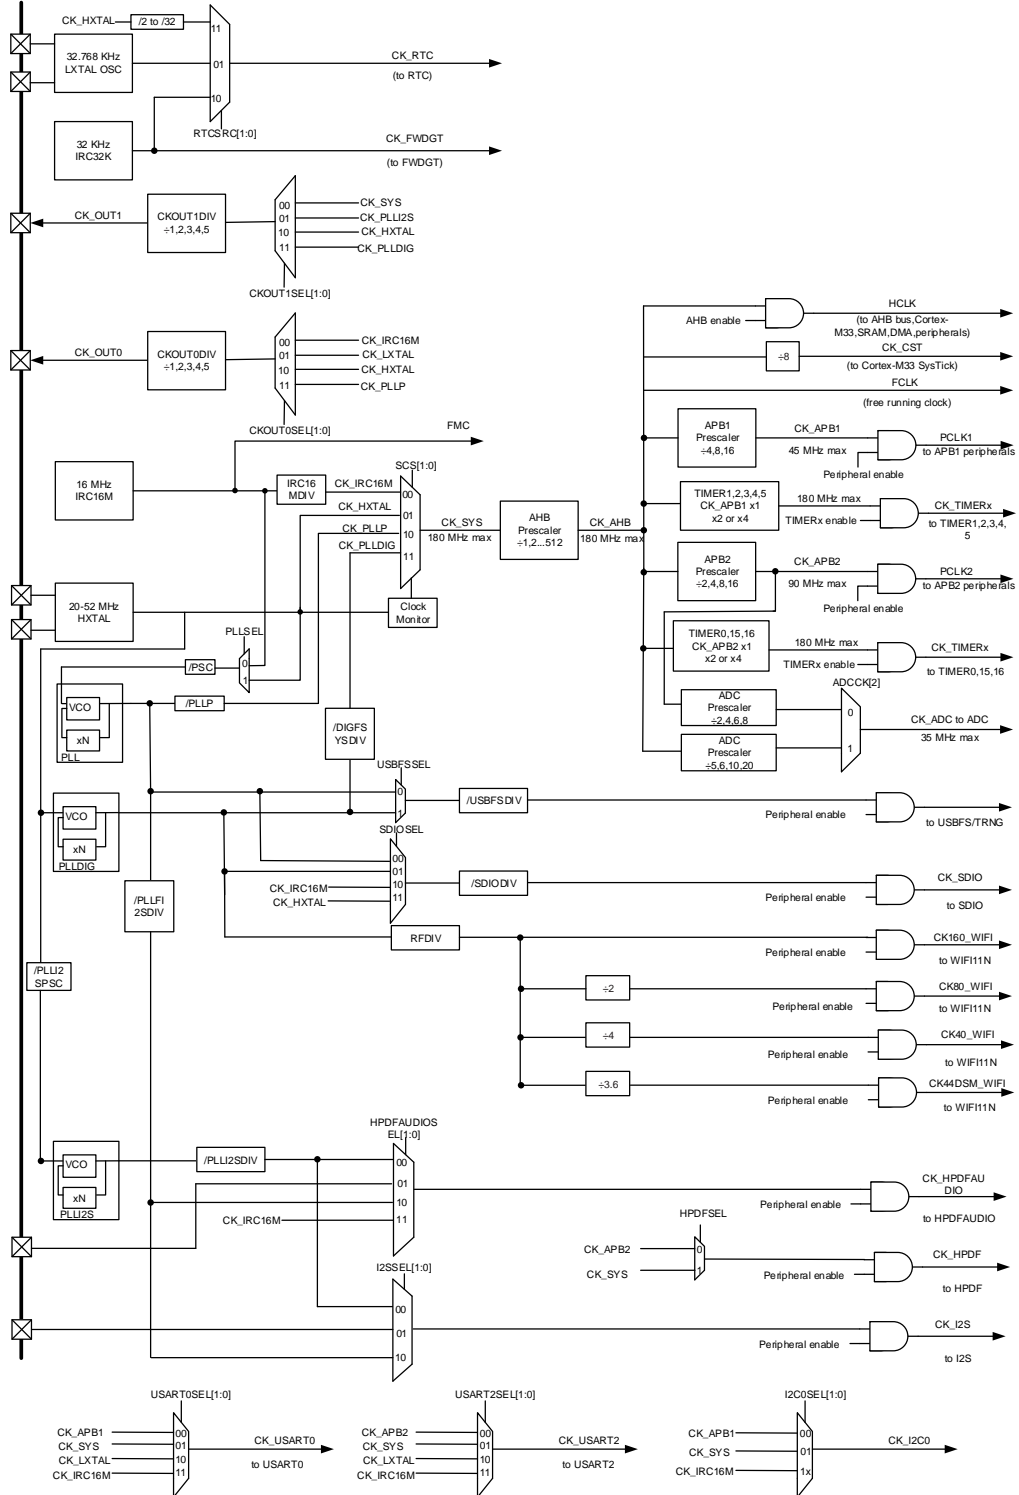 CK_HXTAL
/2 to /32
11
32.768 KHz
LXTAL OSC
01
CK_RTC
(to RTC)
10
RTCSRC[1:0]
32 KHz
IRC32K
CK_FWDGT
(to FWDGT)
CK_OUT1
CKOUT1DIV
÷1,2,3,4,5
00
01
10
11
CK_SYS
CK_PLLI2S
CK_HXTAL
CK_PLLDIG
CKOUT1SEL[1:0]
CK_OUT0
CKOUT0DIV
÷1,2,3,4,5
00
01
10
11
CK_IRC16M
CK_LXTAL
CK_HXTAL
CK_PLLP
CKOUT0SEL[1:0]
AHB enable
HCLK
(to AHB bus,Cortex-
M33,SRAM,DMA,peripherals)
÷8
CK_CST
(to Cortex-M33 SysTick)
FCLK
(free running clock)
FMC
16 MHz
IRC16M
IRC16
MDIV
SCS[1:0]
CK_IRC16M
CK_HXTAL
CK_PLLP
CK_PLLDIG
00
01
10
11
CK_SYS
180 MHz max
AHB
Prescaler
÷1,2...512
CK_AHB
180 MHz max
APB1
Prescaler
÷4,8,16
CK_APB1
45 MHz max
Peripheral enable
PCLK1
to APB1 peripherals
TIMER1,2,3,4,5
CK_APB1 x1
x2 or x4
180 MHz max
TIMERx enable
CK_TIMERx
to TIMER1,2,3,4,
5
APB2
Prescaler
÷2,4,8,16
CK_APB2
90 MHz max
Peripheral enable
PCLK2
to APB2 peripherals
20-52 MHz
HXTAL
Clock
Monitor
TIMER0,15,16
CK_APB2 x1
x2 or x4
180 MHz max
TIMERx enable
CK_TIMERx
to TIMER0,15,16
PLLSEL
0
1
/PSC
VCO
xN
PLL
/PLLP
/DIGFS
YSDIV
ADC
Prescaler
÷2,4,6,8
ADC
Prescaler
÷5,6,10,20
ADCCK[2]
0
1
CK_ADC to ADC
35 MHz max
USBFSSEL
0
1
/USBFSDIV
Peripheral enable
to USBFS/TRNG
VCO
xN
PLLDIG
SDIOSEL
00
01
10
11
CK_IRC16M
CK_HXTAL
/SDIODIV
Peripheral enable
CK_SDIO
to SDIO
/PLLFI
2SDIV
RFDIV
Peripheral enable
CK160_WIFI
to WIFI11N
/PLLI2
SPSC
÷2
Peripheral enable
CK80_WIFI
to WIFI11N
÷4
Peripheral enable
CK40_WIFI
to WIFI11N
÷3.6
Peripheral enable
CK44DSM_WIFI
to WIFI11N
VCO
xN
PLLI2S
/PLLI2SDIV
HPDFAUDIOS
EL[1:0]
00
01
10
11
CK_IRC16M
Peripheral enable
CK_HPDFAU
DIO
to HPDFAUDIO
HPDFSEL
CK_APB2
CK_SYS
0
1
Peripheral enable
CK_HPDF
to HPDF
I2SSEL[1:0]
00
01
10
Peripheral enable
CK_I2S
to I2S
USART0SEL[1:0]
CK_APB1
CK_SYS
CK_LXTAL
CK_IRC16M
00
01
10
11
CK_USART0
to USART0
USART2SEL[1:0]
CK_APB2
CK_SYS
CK_LXTAL
CK_IRC16M
00
01
10
11
CK_USART2
to USART2
I2C0SEL[1:0]
CK_APB1
CK_SYS
CK_IRC16M
00
01
1x
CK_I2C0